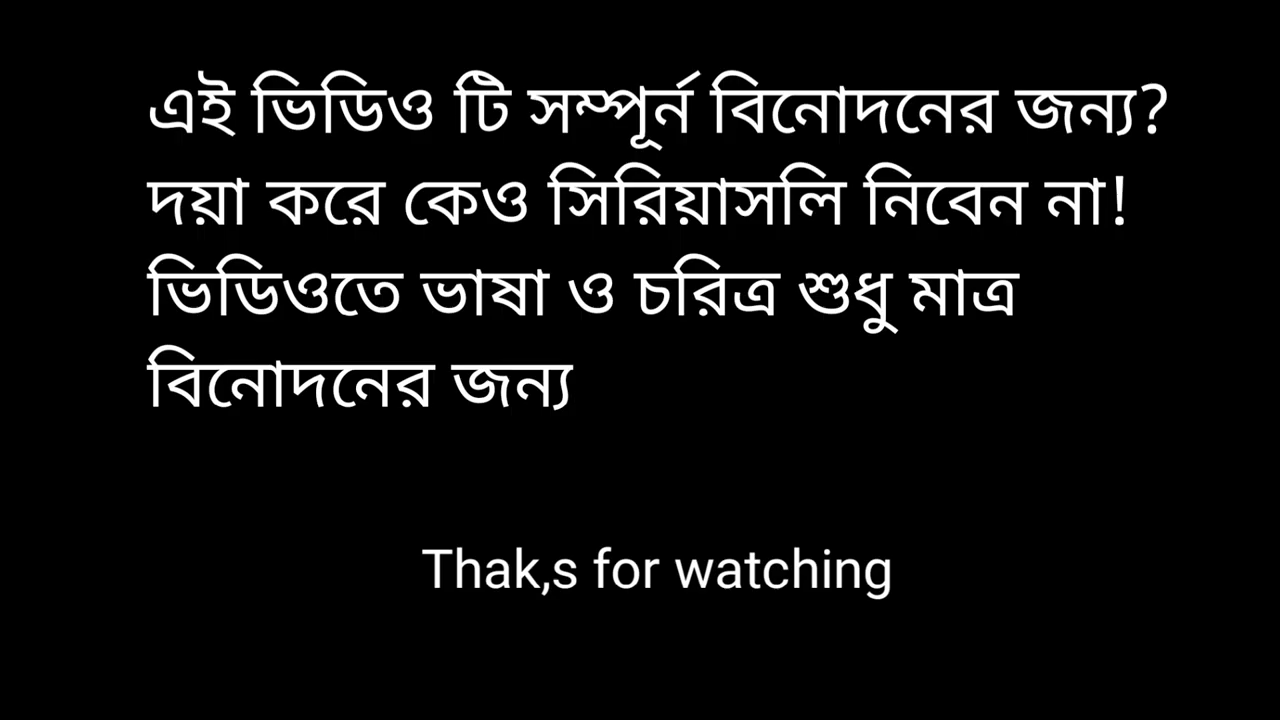 এই ভিডিও টি সম্পূর্ন বিনোদনের জন্য?
দয়া করে কেও সিরিয়াসলি নিবেন না!
ভিডিওতে ভাষা ও চরিত্র শুধু মাত্র
বিনোদনের জন্য
Thak,s for watching